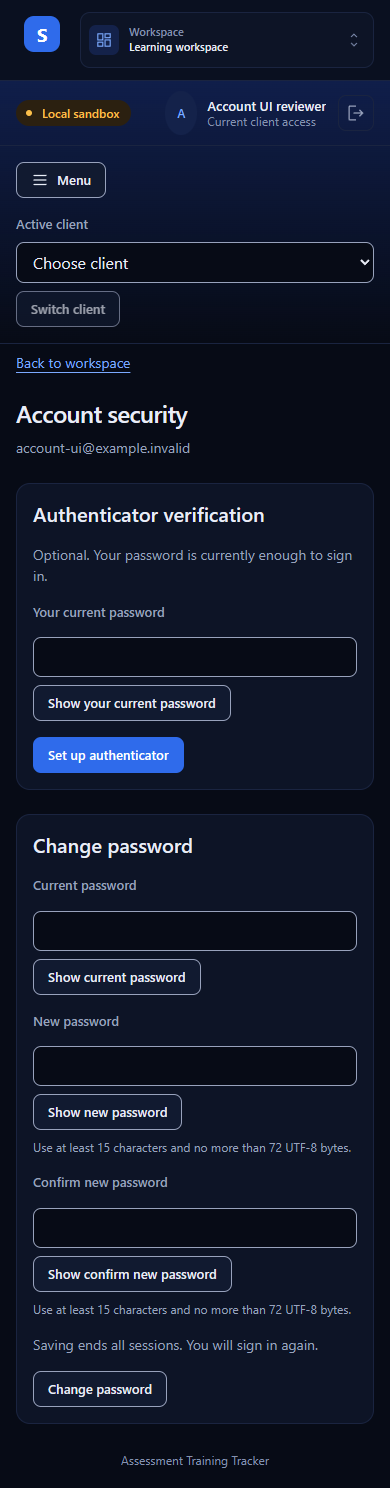 S
Workspace
Learning workspace
Local sandbox
A
Account UI reviewer
Current client access
Menu
Active client
Choose client
Switch client
Back to workspace
Account security
account-ui@example.invalid
Authenticator verification
Optional. Your password is currently enough to sign
in.
Your current password
Show your current password
Set up authenticator
Change password
Current password
Show current password
New password
Show new password
Use at least 15 characters and no more than 72 UTF-8 bytes.
Confirm new password
Show confirm new password
Use at least 15 characters and no more than 72 UTF-8 bytes.
Saving ends all sessions. You will sign in again.
Change password
Assessment Training Tracker